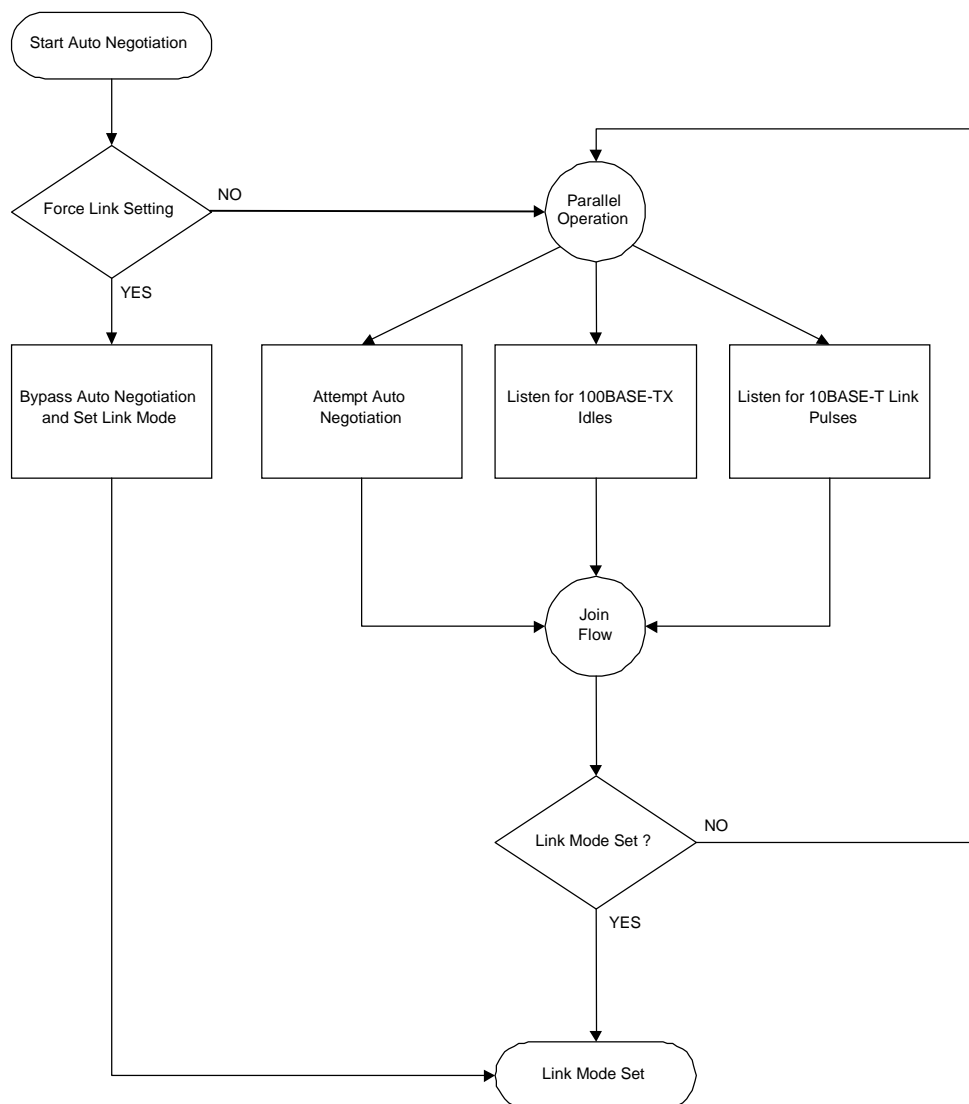 Start Auto Negotiation
Force Link Setting
NO
YES
Parallel
Operation
Bypass Auto Negotiation
and Set Link Mode
Attempt Auto
Negotiation
Listen for 100BASE-TX
Idles
Listen for 10BASE-T Link
Pulses
Join
Flow
Link Mode Set ?
NO
YES
Link Mode Set